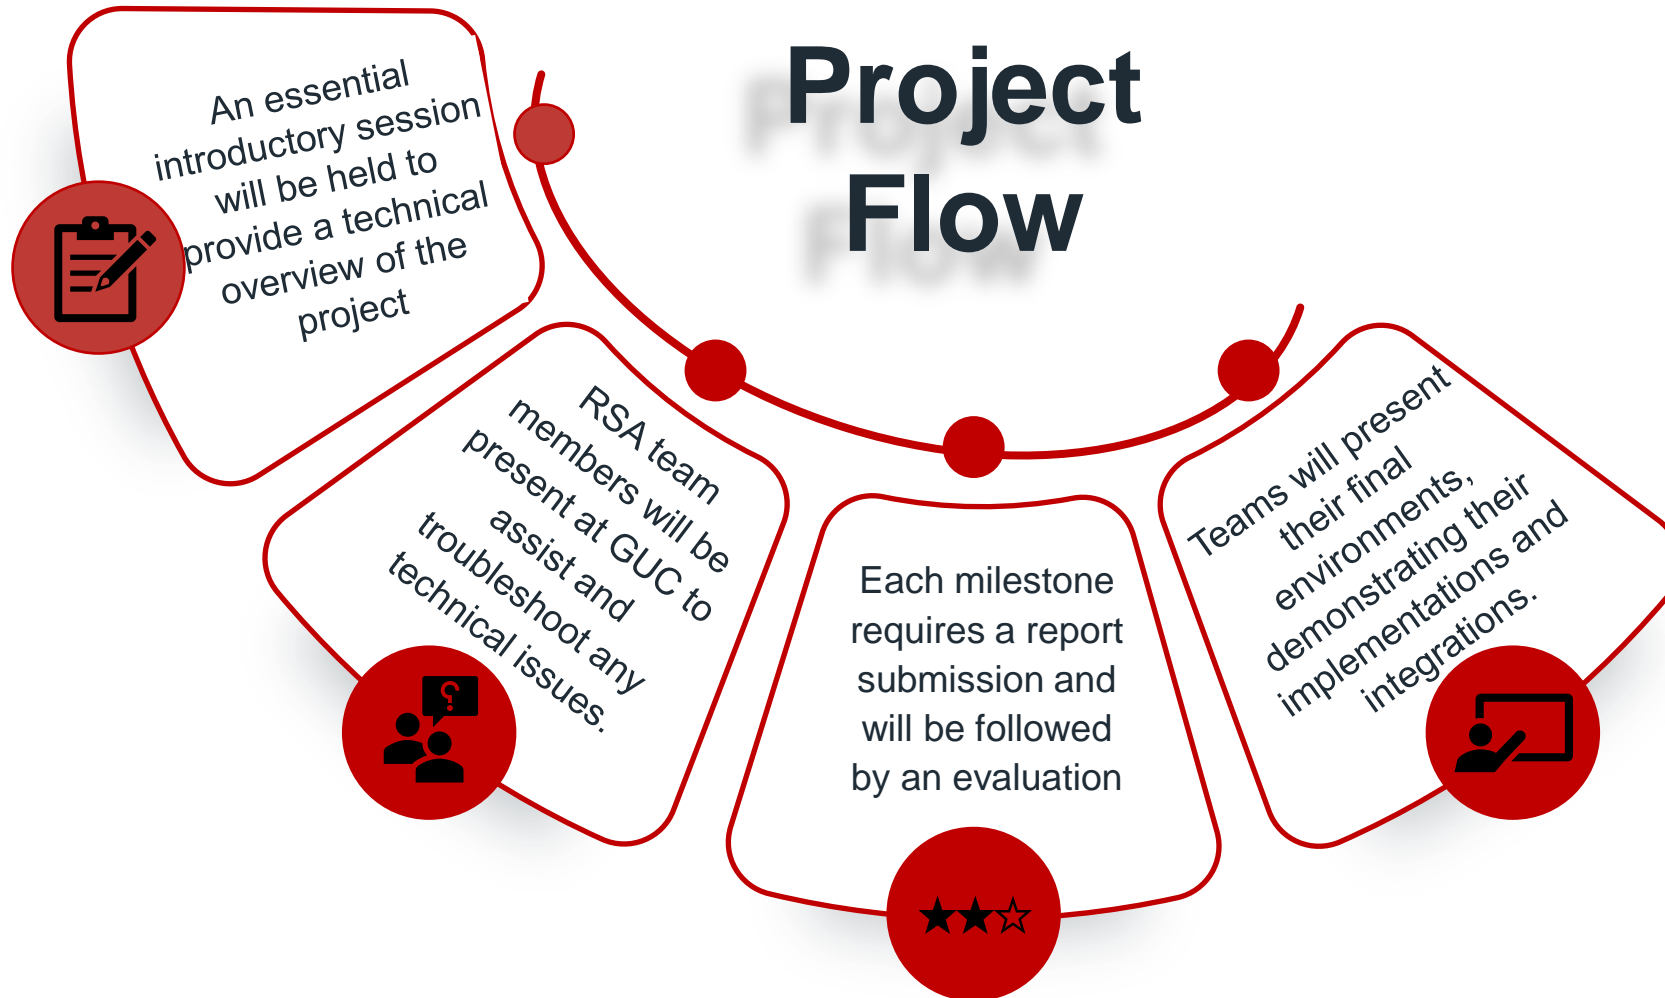 Project
Flow
An essential
introductory session
will be held to
provide a technical
overview of the
project
RSA team
members will be
present at GUC to
assist and
troubleshoot any
technical issues.
Each milestone
requires a report
submission and
will be followed
by an evaluation
Teams will present
their final
environments,
demonstrating their
implementations and
integrations.